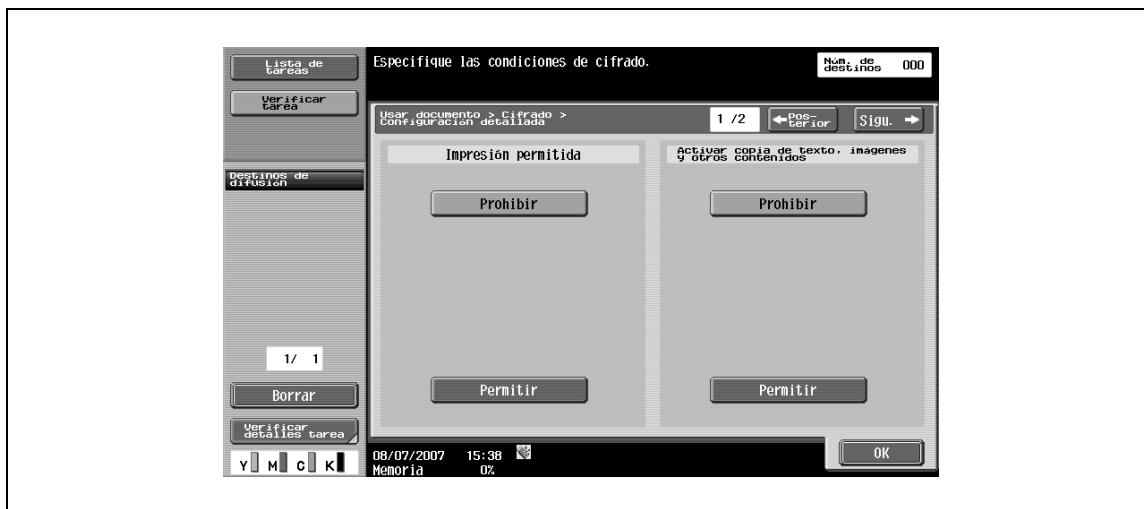 Lista de
tareas
Especifique las condiciones de cifrado.
Núm. de
destinos 000
Verificar
tarea
Usar documento > Cifrado >
Configuración detallada
1 /2
←Pos-
terior
Sigu. →
Impresión permitida
Activar copia de texto, imágenes
y otros contenidos
Destinos de
difusión
Prohibir
Prohibir
1/ 1
Borrar
Permitir
Permitir
Verificar
detalles tarea
Y M C K
08/07/2007 15:38
Memoria 0%
OK